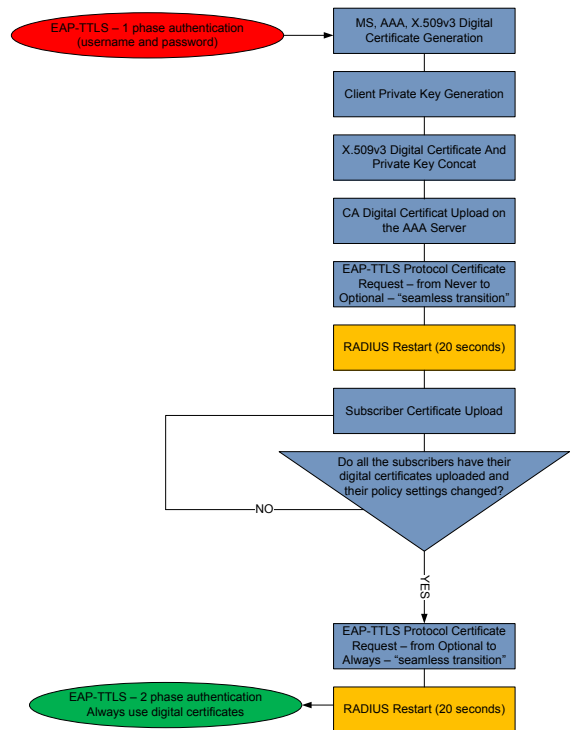 EAP-TTLS – 1 phase authentication
(username and password)
MS, AAA, X.509v3 Digital
Certificate Generation
Client Private Key Generation
X.509v3 Digital Certificate And
Private Key Concat
CA Digital Certificat Upload on
the AAA Server
EAP-TTLS Protocol Certificate
Request – from Never to
Optional – “seamless transition”
RADIUS Restart (20 seconds)
Subscriber Certificate Upload
Do all the subscribers have their
digital certificates uploaded and
their policy settings changed?
NO
YES
EAP-TTLS Protocol Certificate
Request – from Optional to
Always – “seamless transition”
EAP-TTLS – 2 phase authentication
Always use digital certificates
RADIUS Restart (20 seconds)